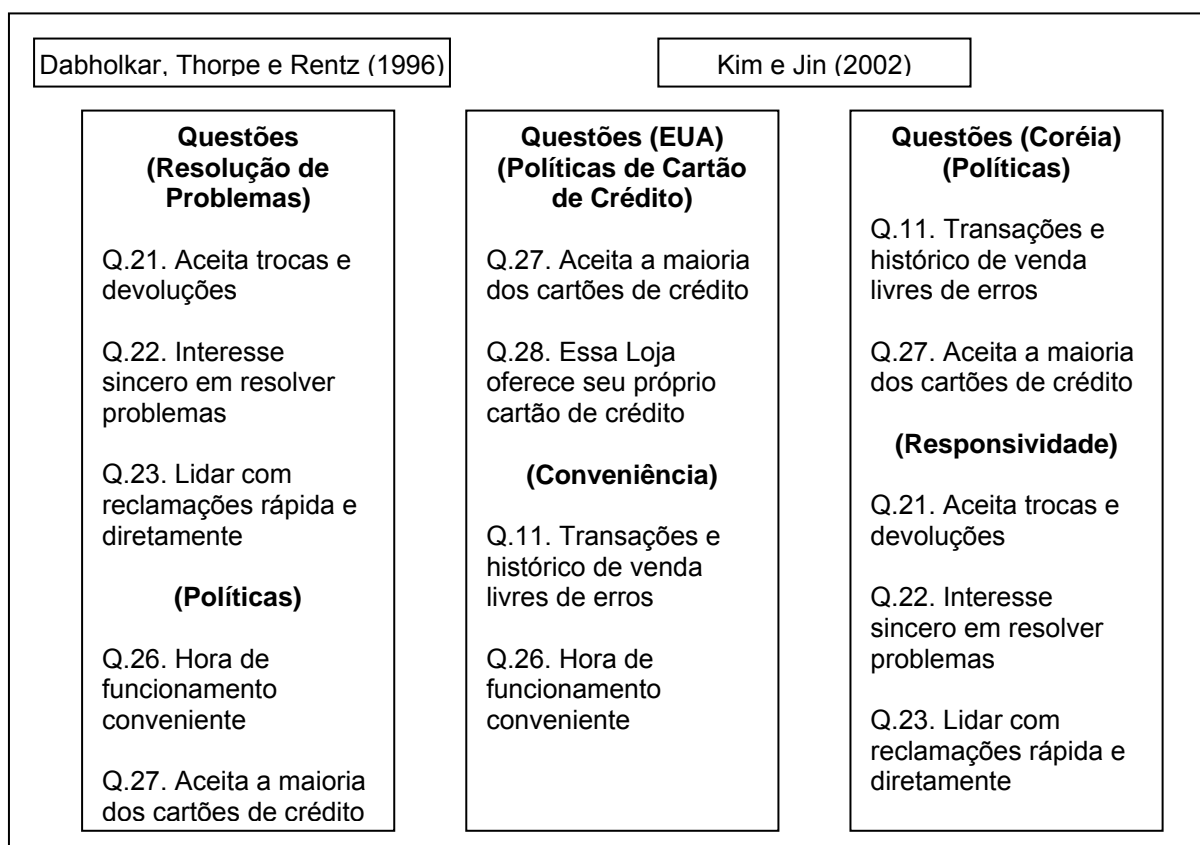 Dabholkar, Thorpe e Rentz (1996)
Kim e Jin (2002)
Questões
(Resolução de
Problemas)
Q.21. Aceita trocas e
devoluções
Q.22. Interesse
sincero em resolver
problemas
Q.23. Lidar com
reclamações rápida e
diretamente
(Políticas)
Q.26. Hora de
funcionamento
conveniente
Q.27. Aceita a maioria
dos cartões de crédito
Questões (EUA)
(Políticas de Cartão
de Crédito)
Q.27. Aceita a maioria
dos cartões de crédito
Q.28. Essa Loja
oferece seu próprio
cartão de crédito
(Conveniência)
Q.11. Transações e
histórico de venda
livres de erros
Q.26. Hora de
funcionamento
conveniente
Questões (Coréia)
(Políticas)
Q.11. Transações e
histórico de venda
livres de erros
Q.27. Aceita a maioria
dos cartões de crédito
(Responsividade)
Q.21. Aceita trocas e
devoluções
Q.22. Interesse
sincero em resolver
problemas
Q.23. Lidar com
reclamações rápida e
diretamente